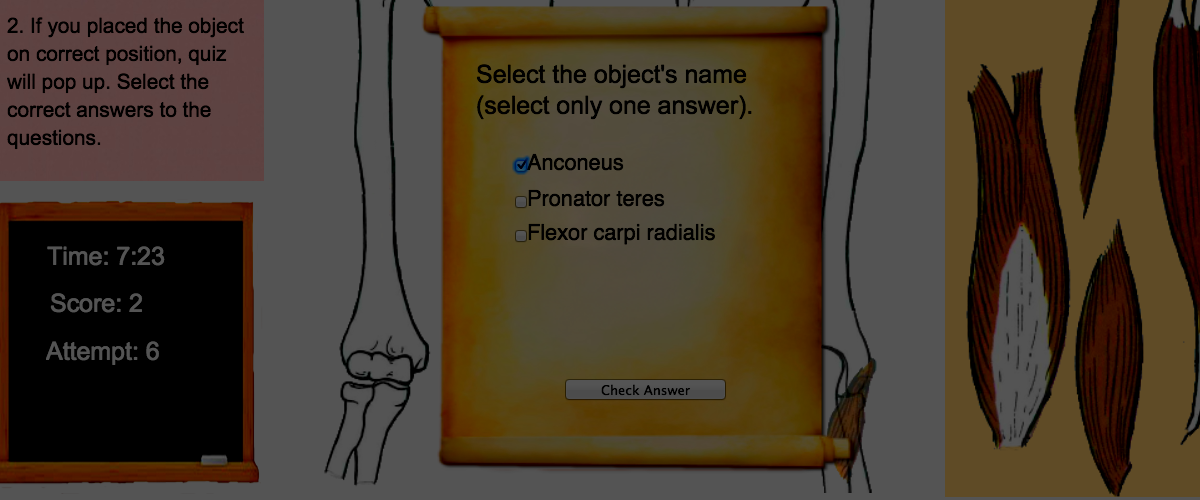 2. If you placed the object
on correct position, quiz
will pop up. Select the
correct answers to the
questions.
Time: 7:23
Score: 2
Attempt: 6
Select the object's name
(select only one answer).
Anconeus
Pronator teres
Flexor carpi radialis
Check Answer